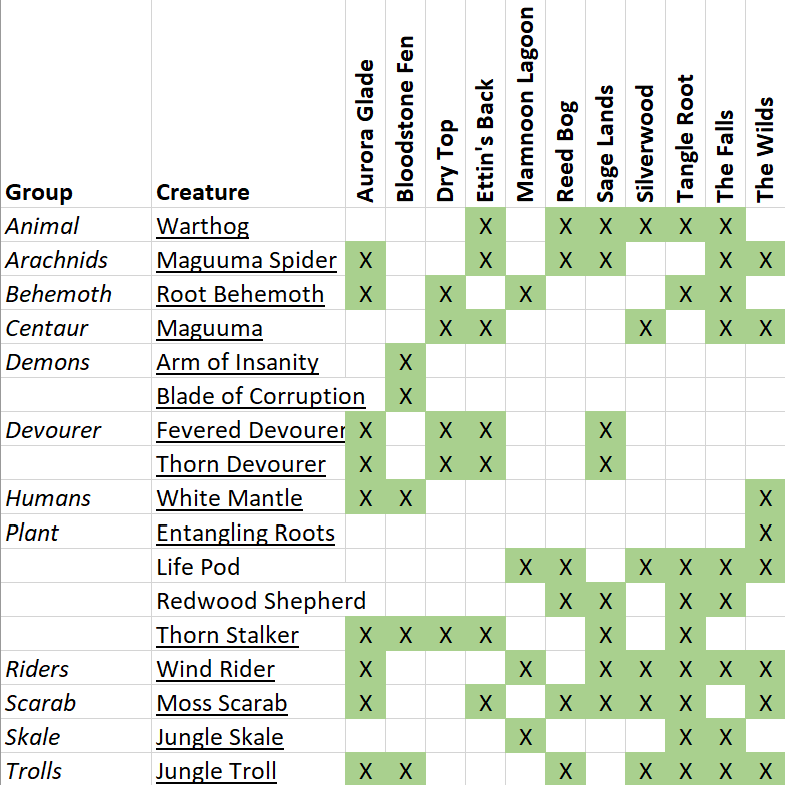 Group Creature Aurora Glade Bloodstone Fen Dry Top Ettin's Back Mamnoon Lagoon Reed Bog Sage Lands Silverwood Tangle Root The Falls The Wilds
Animal Warthog X X X X X X
Arachnids Maguuma Spider X X X X X X
Behemoth Root Behemoth X X X X X
Centaur Maguuma X X X X X
Demons Arm of Insanity X
Blade of Corruption X
Devourer Fevered Devourer X X X X
Thorn Devourer X X X X
Humans White Mantle X X X
Plant Entangling Roots X
Life Pod X X X X X X
Redwood Shepherd X X X X
Thorn Stalker X X X X X X
Riders Wind Rider X X X X X X X
Scarab Moss Scarab X X X X X X X
Skale Jungle Skale X X X
Trolls Jungle Troll X X X X X X X